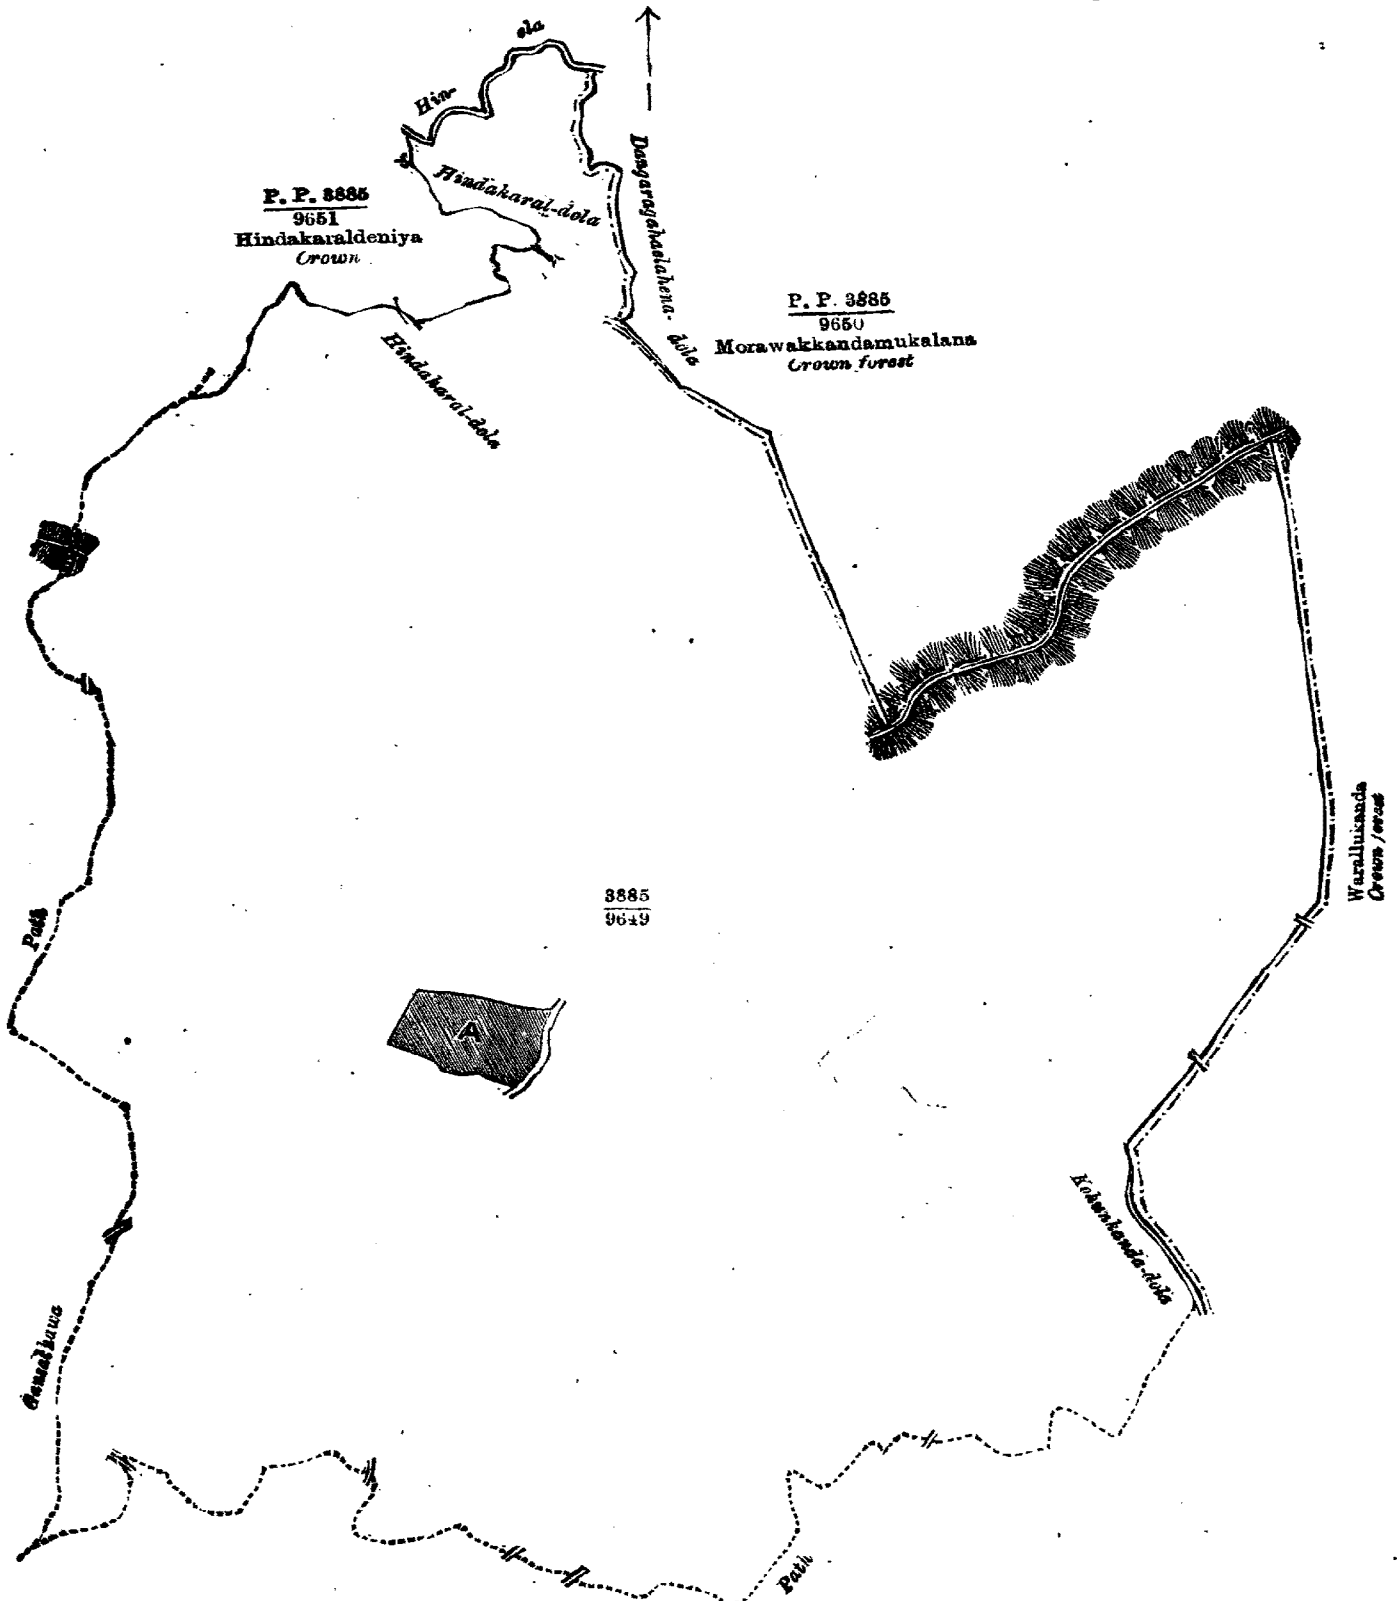 ela
Hin-
Hindakaral-dola
P. P. 3885
9651
Hindakaraldeniya
Crown
Dangaragahaelahena-dola
P. P. 3885
9650
Morawakkandamukalana
Crown forest
Hindakaral-dola
Warallukanda
Crown forest
3885
9649
Path
A
Kohunkanda-dola
Path